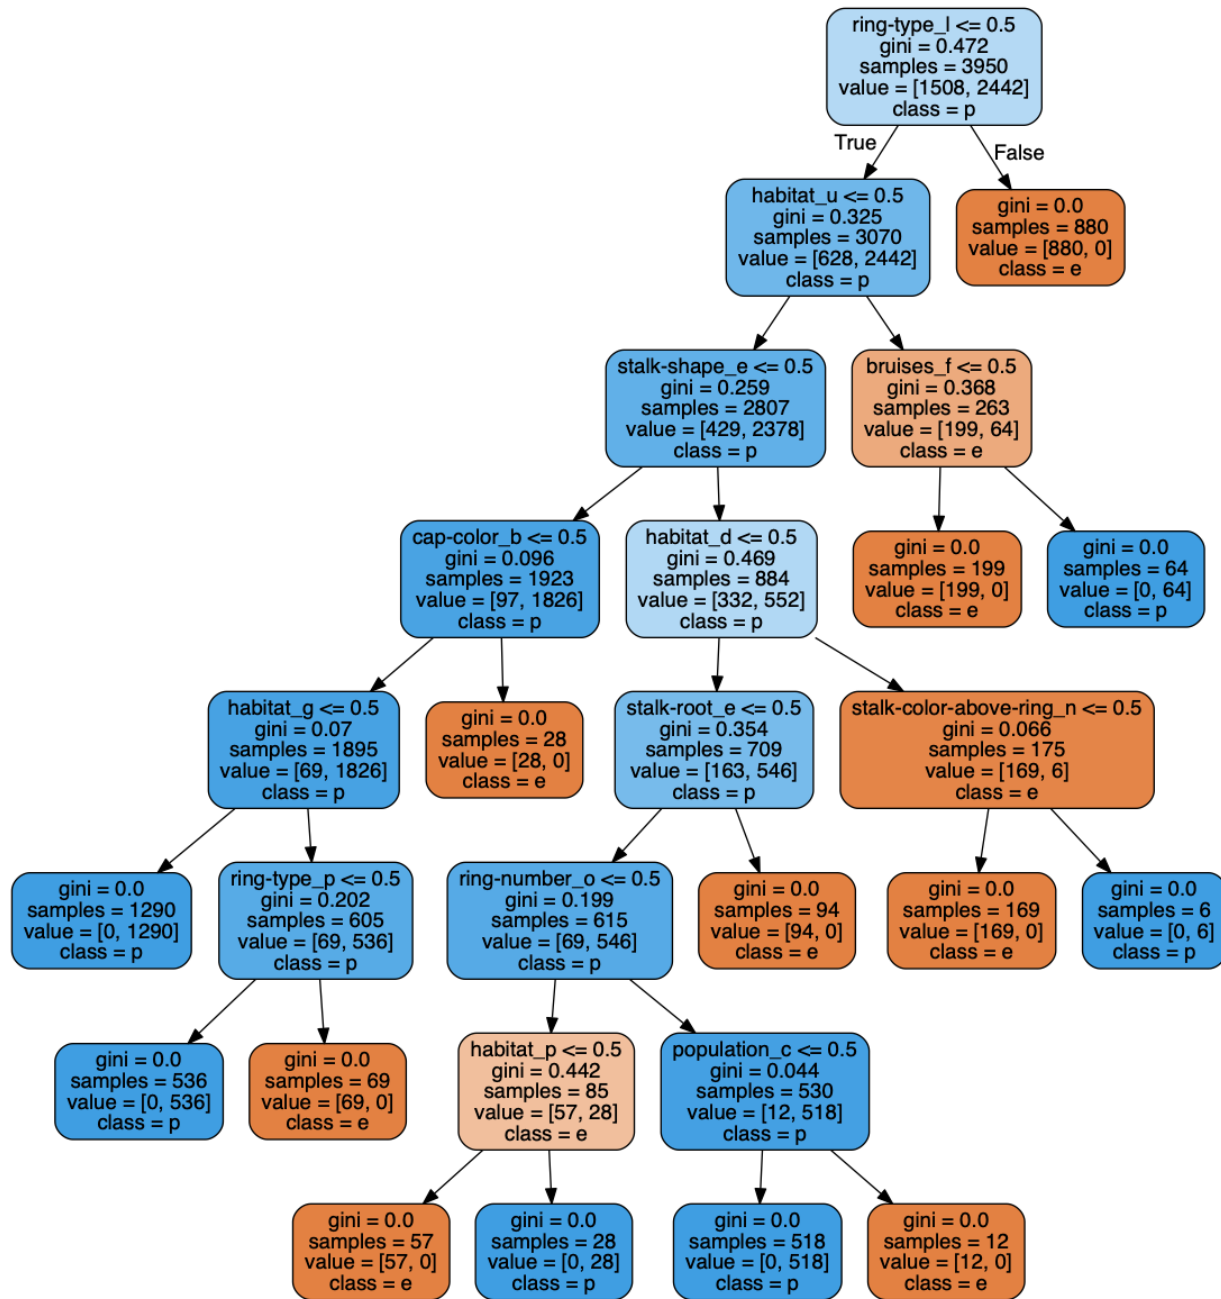 ring-type_l <= 0.5
gini = 0.472
samples = 3950
value = [1508, 2442]
class = p
True
False
habitat_u <= 0.5
gini = 0.325
samples = 3070
value = [628, 2442]
class = p
gini = 0.0
samples = 880
value = [880, 0]
class = e
stalk-shape_e <= 0.5
gini = 0.259
samples = 2807
value = [429, 2378]
class = p
bruises_f <= 0.5
gini = 0.368
samples = 263
value = [199, 64]
class = e
cap-color_b <= 0.5
gini = 0.096
samples = 1923
value = [97, 1826]
class = p
habitat_d <= 0.5
gini = 0.469
samples = 884
value = [332, 552]
class = p
gini = 0.0
samples = 199
value = [199, 0]
class = e
gini = 0.0
samples = 64
value = [0, 64]
class = p
habitat_g <= 0.5
gini = 0.07
samples = 1895
value = [69, 1826]
class = p
gini = 0.0
samples = 28
value = [28, 0]
class = e
stalk-root_e <= 0.5
gini = 0.354
samples = 709
value = [163, 546]
class = p
stalk-color-above-ring_n <= 0.5
gini = 0.066
samples = 175
value = [169, 6]
class = e
gini = 0.0
samples = 1290
value = [0, 1290]
class = p
ring-type_p <= 0.5
gini = 0.202
samples = 605
value = [69, 536]
class = p
ring-number_o <= 0.5
gini = 0.199
samples = 615
value = [69, 546]
class = p
gini = 0.0
samples = 94
value = [94, 0]
class = e
gini = 0.0
samples = 169
value = [169, 0]
class = e
gini = 0.0
samples = 6
value = [0, 6]
class = p
gini = 0.0
samples = 536
value = [0, 536]
class = p
gini = 0.0
samples = 69
value = [69, 0]
class = e
habitat_p <= 0.5
gini = 0.442
samples = 85
value = [57, 28]
class = e
population_c <= 0.5
gini = 0.044
samples = 530
value = [12, 518]
class = p
gini = 0.0
samples = 57
value = [57, 0]
class = e
gini = 0.0
samples = 28
value = [0, 28]
class = p
gini = 0.0
samples = 518
value = [0, 518]
class = p
gini = 0.0
samples = 12
value = [12, 0]
class = e